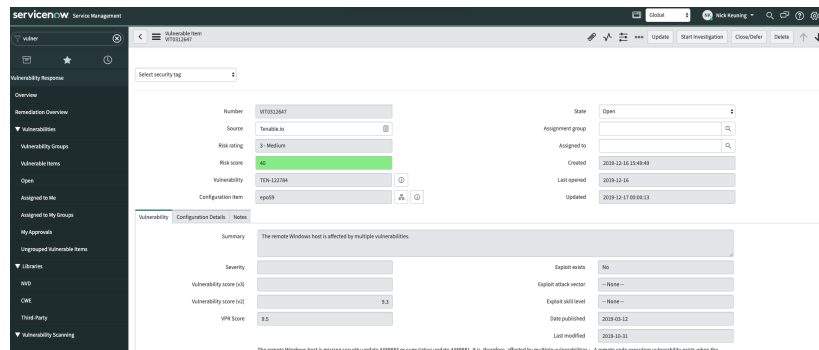 servicenow Service Management
Global
NK Nick Keuning
vulner
Vulnerable Item
VIT0312647
Update
Start Investigation
Close/Defer
Delete
Select security tag
Vulnerability Response
Overview
Remediation Overview
Vulnerabilities
Vulnerability Groups
Vulnerable Items
Open
Assigned to Me
Assigned to My Groups
My Approvals
Ungrouped Vulnerable Items
Libraries
NVD
CWE
Third-Party
Vulnerability Scanning
Number VIT0312647
Source Tenable.io
Risk rating 3 - Medium
Risk score 40
Vulnerability TEN-122784
Configuration item epo59
State Open
Assignment group
Assigned to
Created 2019-12-16 15:49:49
Last opened 2019-12-16
Updated 2019-12-17 00:00:13
Vulnerability Configuration Details Notes
Summary The remote Windows host is affected by multiple vulnerabilities.
Severity
Vulnerability score (v3)
Vulnerability score (v2) 9.3
VPR Score 9.5
Exploit exists No
Exploit attack vector -- None --
Exploit skill level -- None --
Date published 2019-03-12
Last modified 2019-10-31